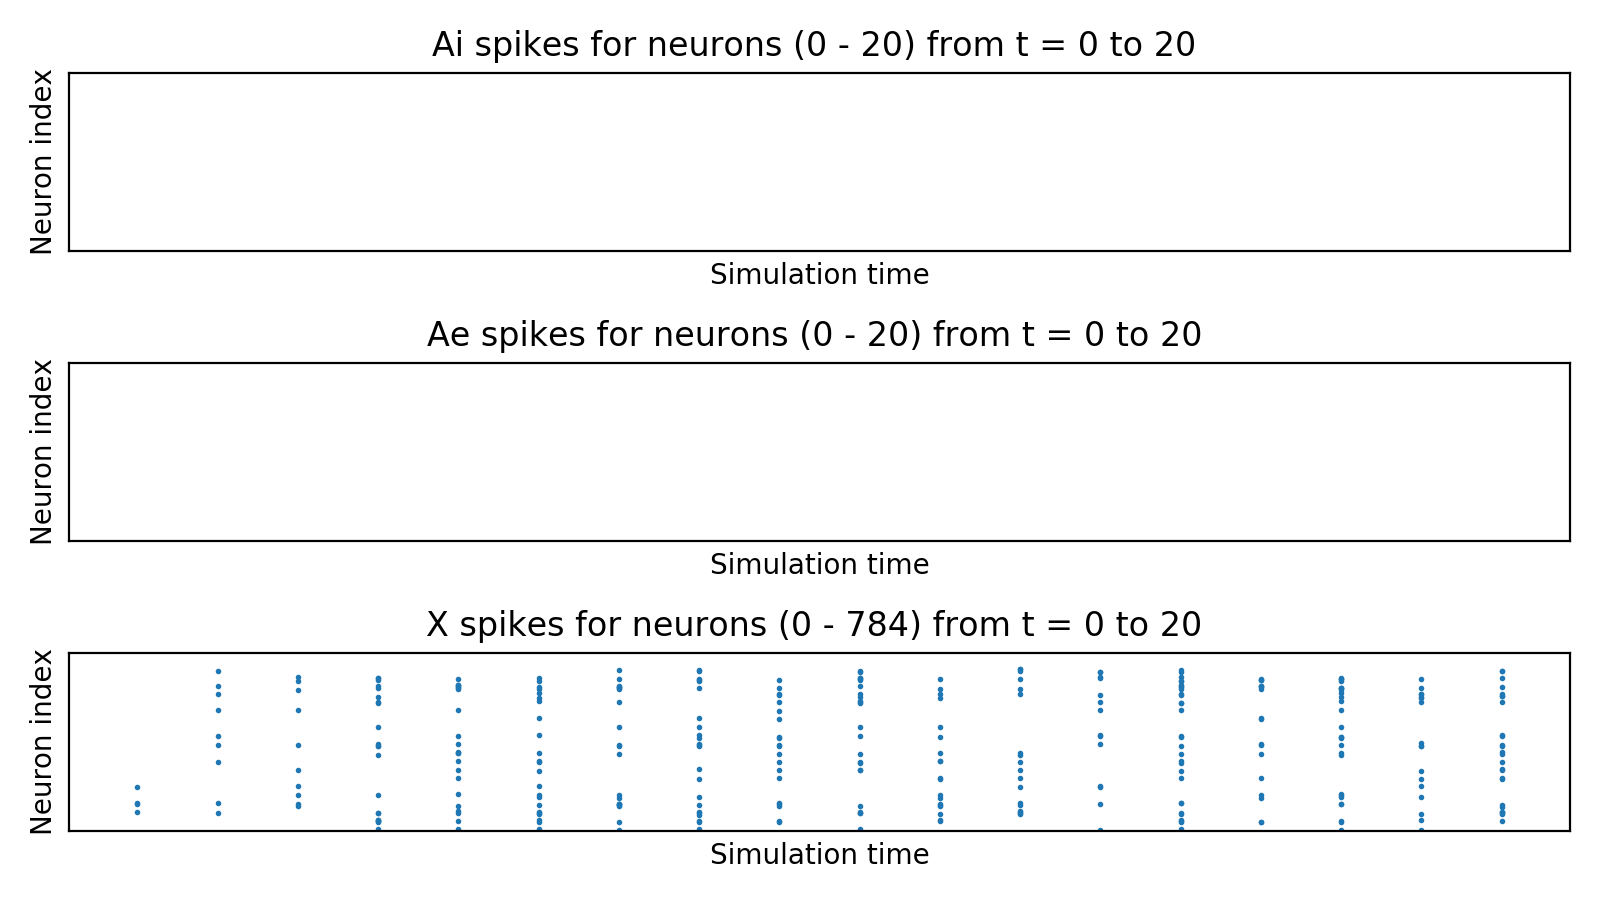 Ai spikes for neurons (0 - 20) from t = 0 to 20
Neuron index
Simulation time
Ae spikes for neurons (0 - 20) from t = 0 to 20
Neuron index
Simulation time
X spikes for neurons (0 - 784) from t = 0 to 20
Neuron index
Simulation time